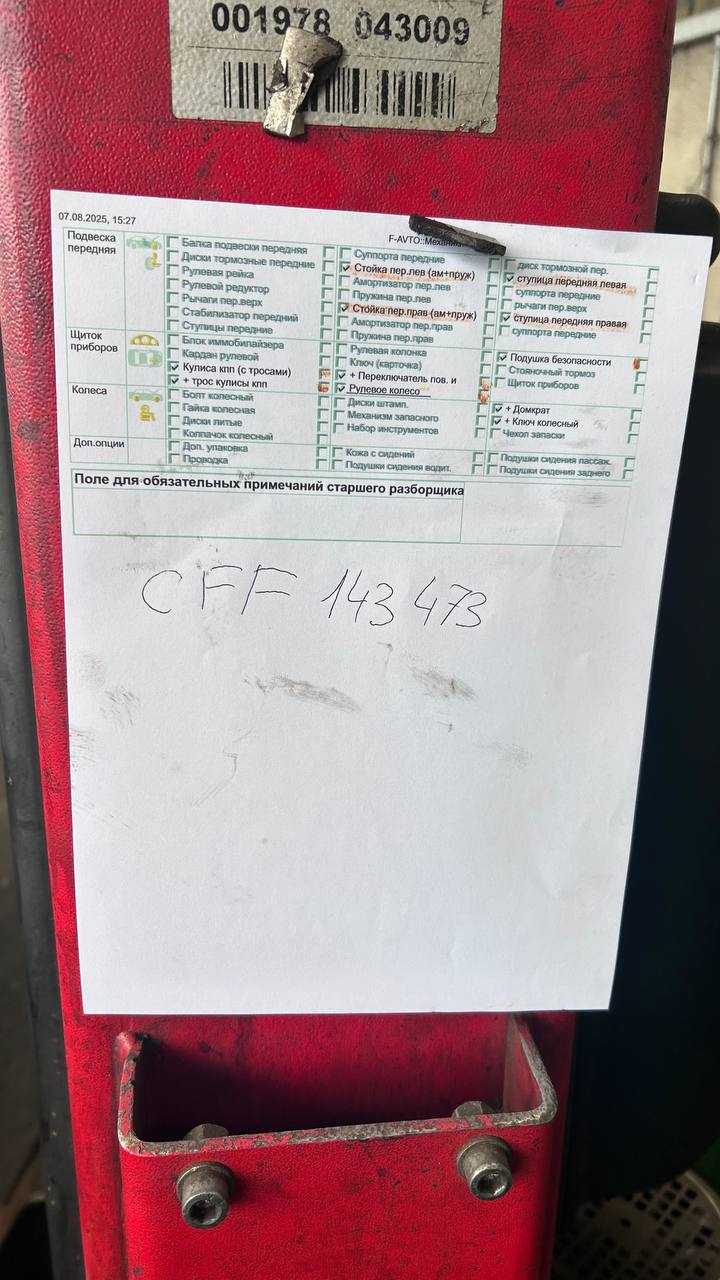 001978 043009
07.08.2025, 15:27
F-AVTO::Механи
Подвеска передняя
Балка подвески передняя
Диски тормозные передние
Рулевая рейка
Рулевой редуктор
Рычаги пер.верх
Стабилизатор передний
Ступицы передние
Суппорта передние
Стойка пер.лев (ам+пруж)
Амортизатор пер.лев
Пружина пер.лев
Стойка пер.прав (ам+пруж)
Амортизатор пер.прав
Пружина пер.прав
диск тормозной пер.
ступица передняя левая
суппорта передние
рычаги пер.верх
ступица передняя правая
суппорта передние
Щиток приборов
Блок иммобилайзера
Кардан рулевой
Кулиса кпп (с тросами)
+ трос кулисы кпп
Рулевая колонка
Ключ (карточка)
+ Переключатель пов. и
Рулевое колесо
Подушка безопасности
Стояночный тормоз
Щиток приборов
Колеса
Болт колесный
Гайка колесная
Диски литые
Колпачок колесный
Диски штамп.
Механизм запасного
Набор инструментов
+ Домкрат
+ Ключ колесный
Чехол запаски
Доп.опции
Доп. упаковка
Проводка
Кожа с сидений
Подушки сидения водит.
Подушки сидения пассаж.
Подушки сидения заднего
Поле для обязательных примечаний старшего разборщика
CFF 143 473